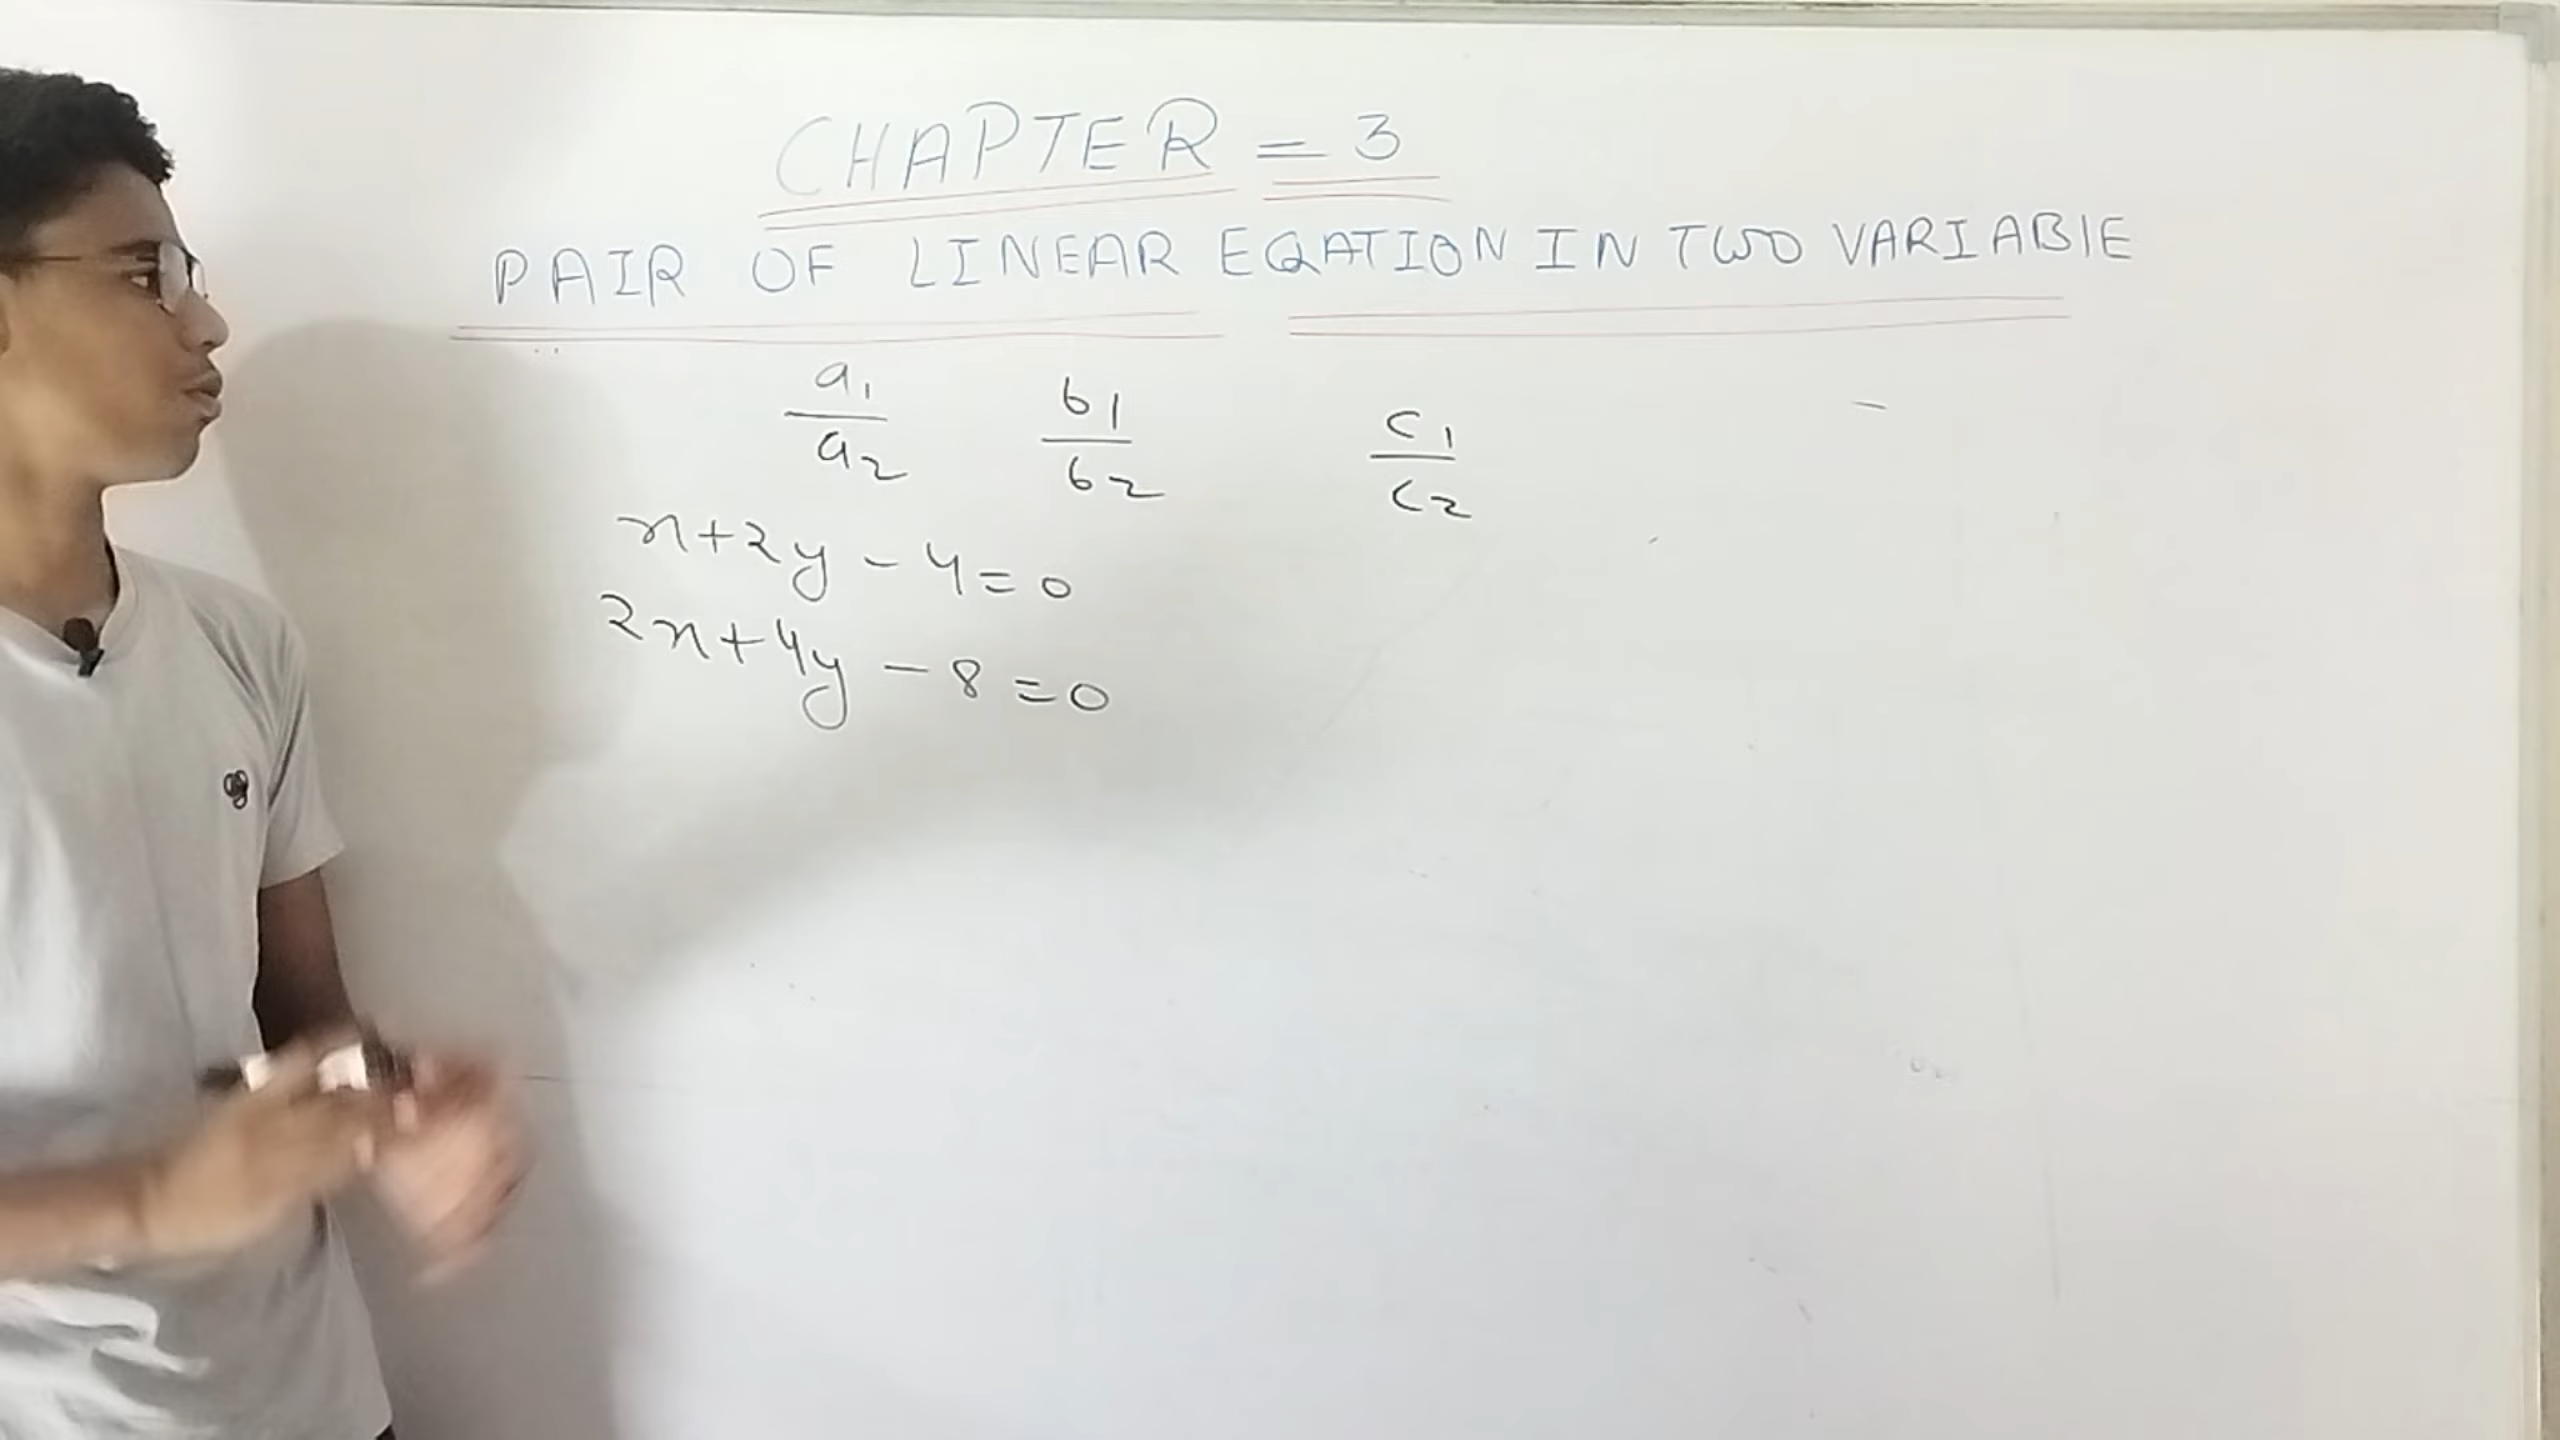 CHAPTER = 3
PAIR OF LINEAR EQATION IN TWO VARIABlE
a1/a2 b1/b2 c1/c2
x+2y-4=0
2x+4y-8=0